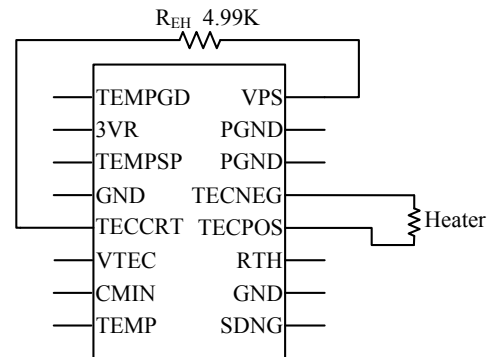 R_EH 4.99K
TEMPGD VPS
3VR PGND
TEMPSP PGND
GND TECNEG
TECCRT TECPOS Heater
VTEC RTH
CMIN GND
TEMP SDNG